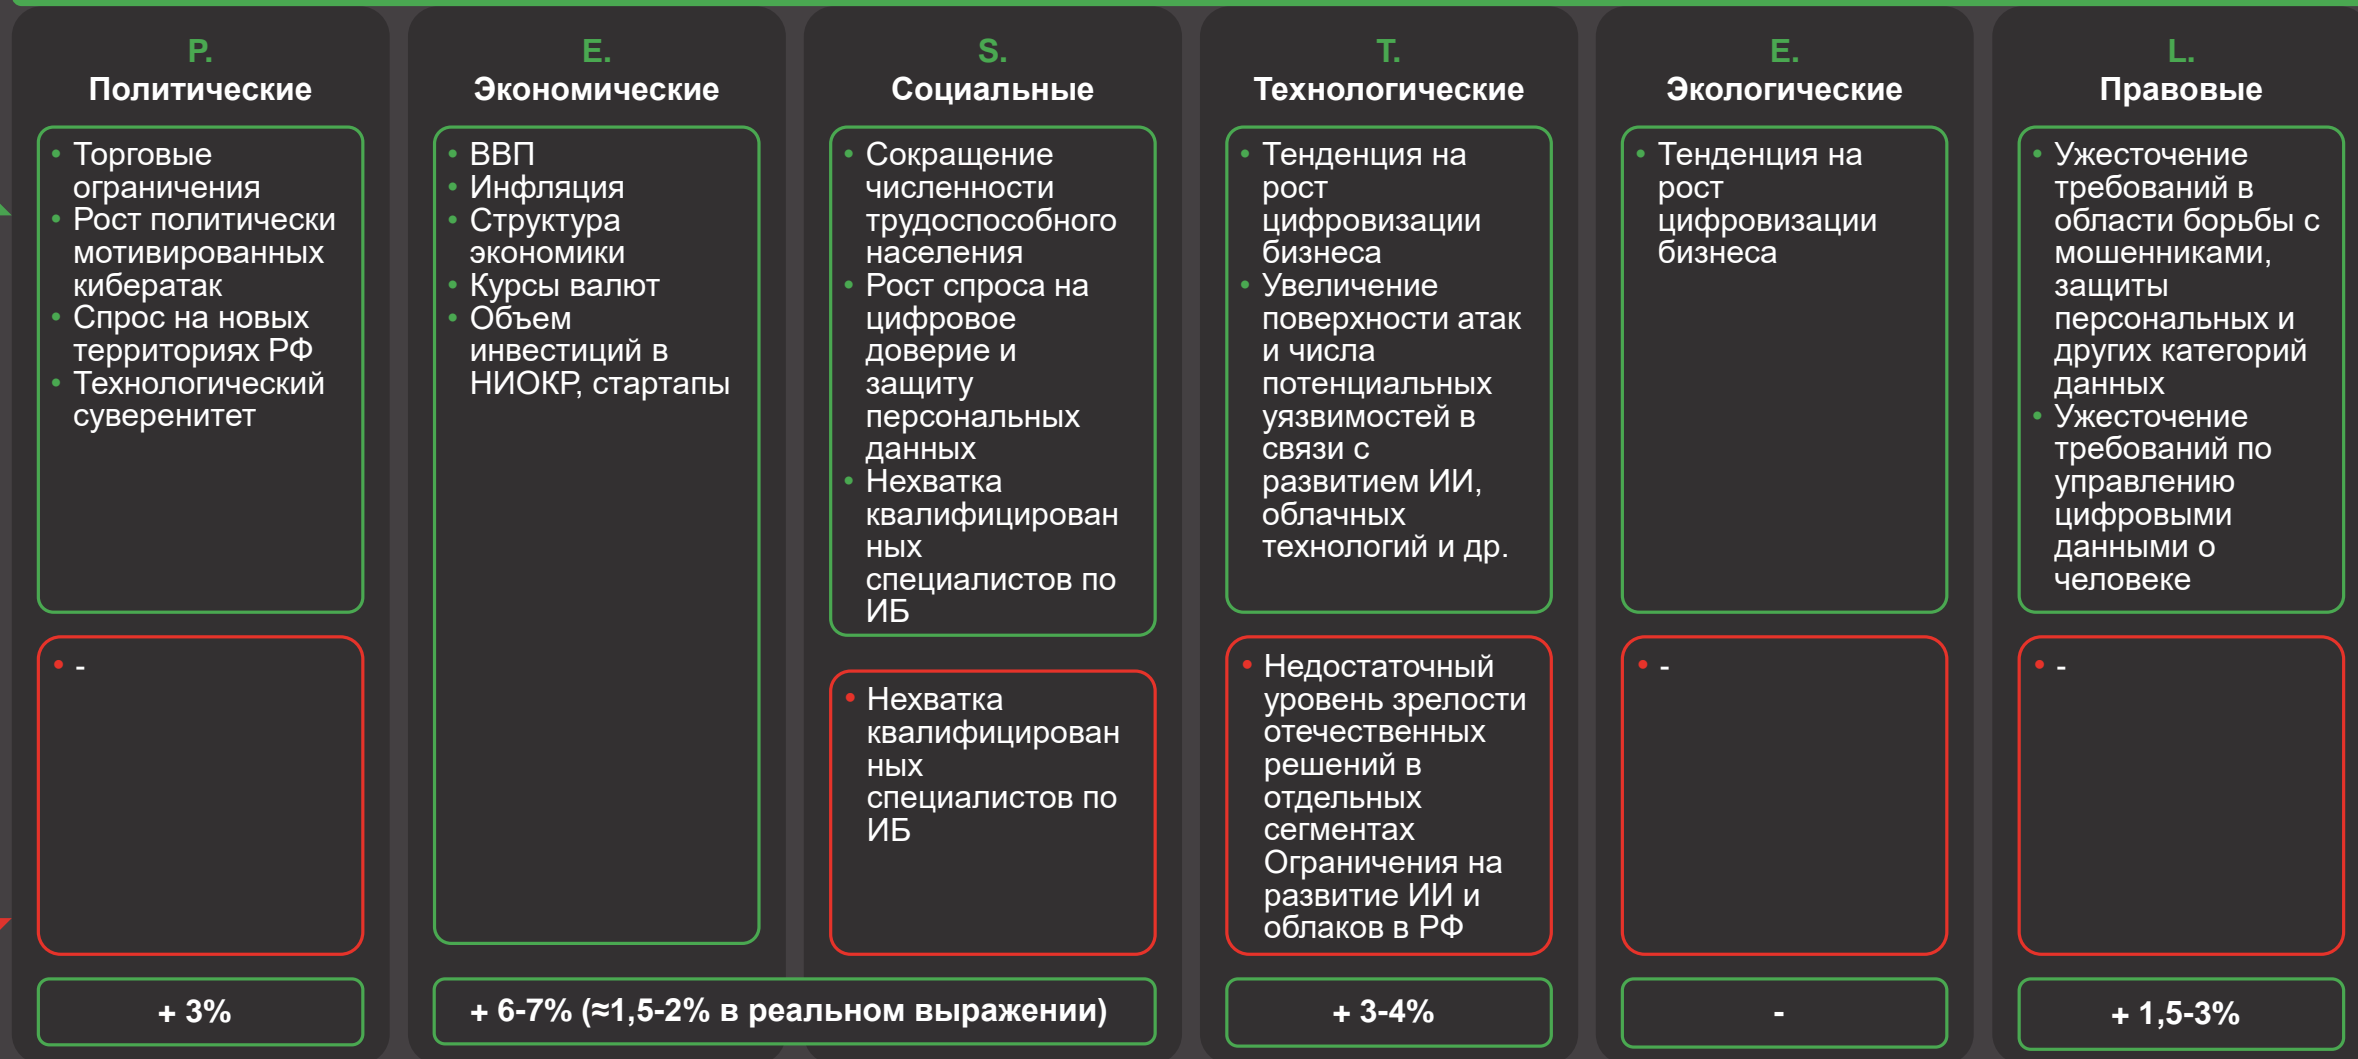 P.
Политические
• Торговые
ограничения
• Рост политически
мотивированных
кибератак
• Спрос на новых
территориях РФ
• Технологический
суверенитет
• -
+ 3%
E.
Экономические
• ВВП
• Инфляция
• Структура
экономики
• Курсы валют
• Объем
инвестиций в
НИОКР, стартапы
+ 6-7% (≈1,5-2% в реальном выражении)
S.
Социальные
• Сокращение
численности
трудоспособного
населения
• Рост спроса на
цифровое
доверие и
защиту
персональных
данных
• Нехватка
квалифицирован
ных
специалистов по
ИБ
• Нехватка
квалифицирован
ных
специалистов по
ИБ
T.
Технологические
• Тенденция на
рост
цифровизации
бизнеса
• Увеличение
поверхности атак
и числа
потенциальных
уязвимостей в
связи с
развитием ИИ,
облачных
технологий и др.
• Недостаточный
уровень зрелости
отечественных
решений в
отдельных
сегментах
Ограничения на
развитие ИИ и
облаков в РФ
+ 3-4%
E.
Экологические
• Тенденция на
рост
цифровизации
бизнеса
• -
-
L.
Правовые
• Ужесточение
требований в
области борьбы с
мошенниками,
защиты
персональных и
других категорий
данных
• Ужесточение
требований по
управлению
цифровыми
данными о
человеке
• -
+ 1,5-3%